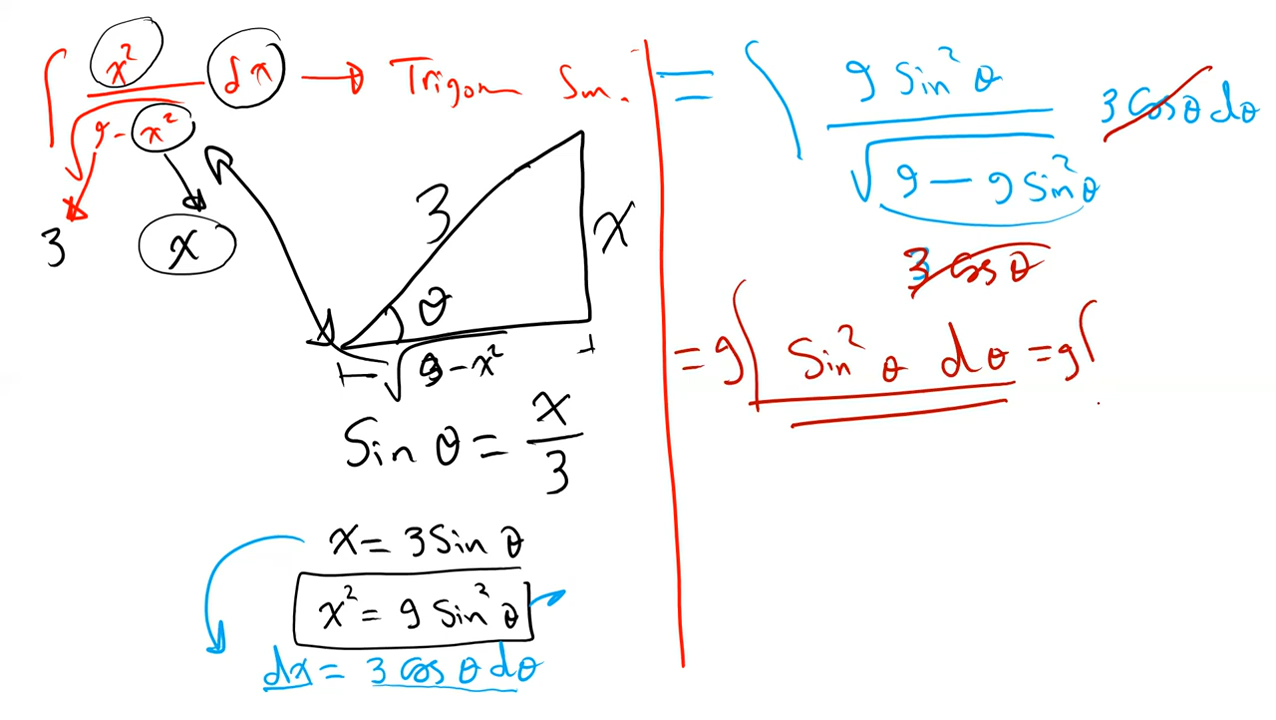 ∫ x² / √(9 - x²) dx → Trigon Sm.
3
x
3
x
θ
√(9 - x²)
Sin θ = x / 3
x = 3 Sin θ
x² = 9 Sin² θ
dx = 3 Cos θ dθ
= ∫ 9 Sin² θ / √(9 - 9 Sin² θ) 3 Cos θ dθ
3 Cos θ
= 9 ∫ Sin² θ dθ = 9 ∫